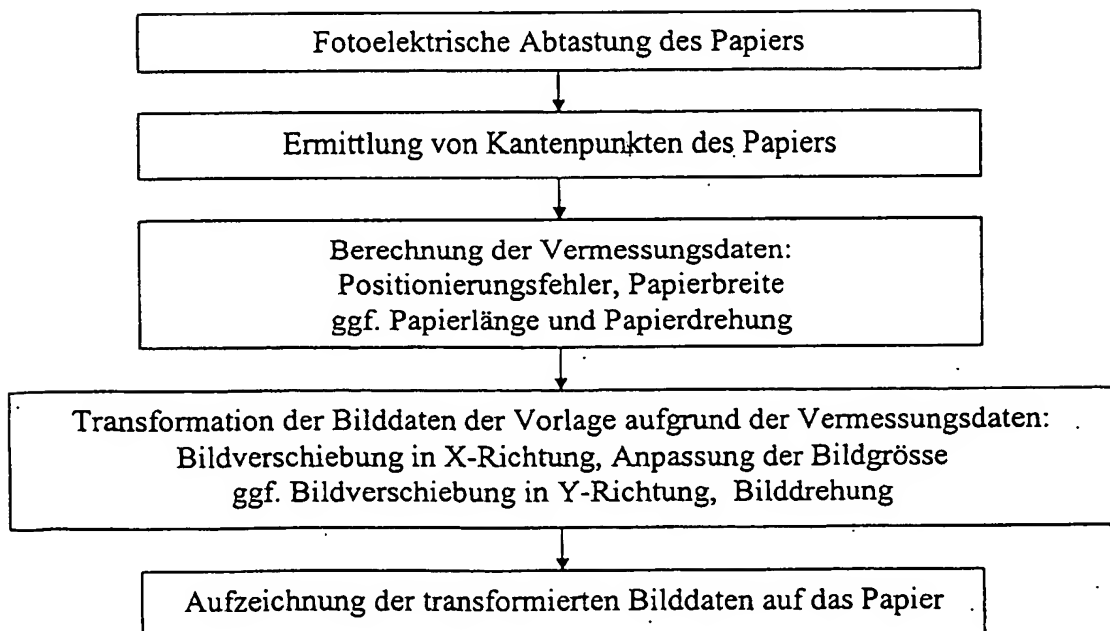 Fotoelektrische Abtastung des Papiers
Ermittlung von Kantenpunkten des Papiers
Berechnung der Vermessungsdaten:
Positionierungsfehler, Papierbreite
ggf. Papierlänge und Papierdrehung
Transformation der Bilddaten der Vorlage aufgrund der Vermessungsdaten:
Bildverschiebung in X-Richtung, Anpassung der Bildgrösse
ggf. Bildverschiebung in Y-Richtung, Bilddrehung
Aufzeichnung der transformierten Bilddaten auf das Papier